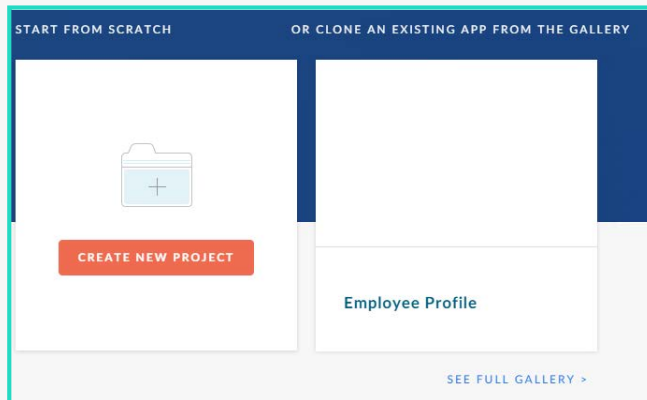 START FROM SCRATCH
OR CLONE AN EXISTING APP FROM THE GALLERY
CREATE NEW PROJECT
Employee Profile
SEE FULL GALLERY >